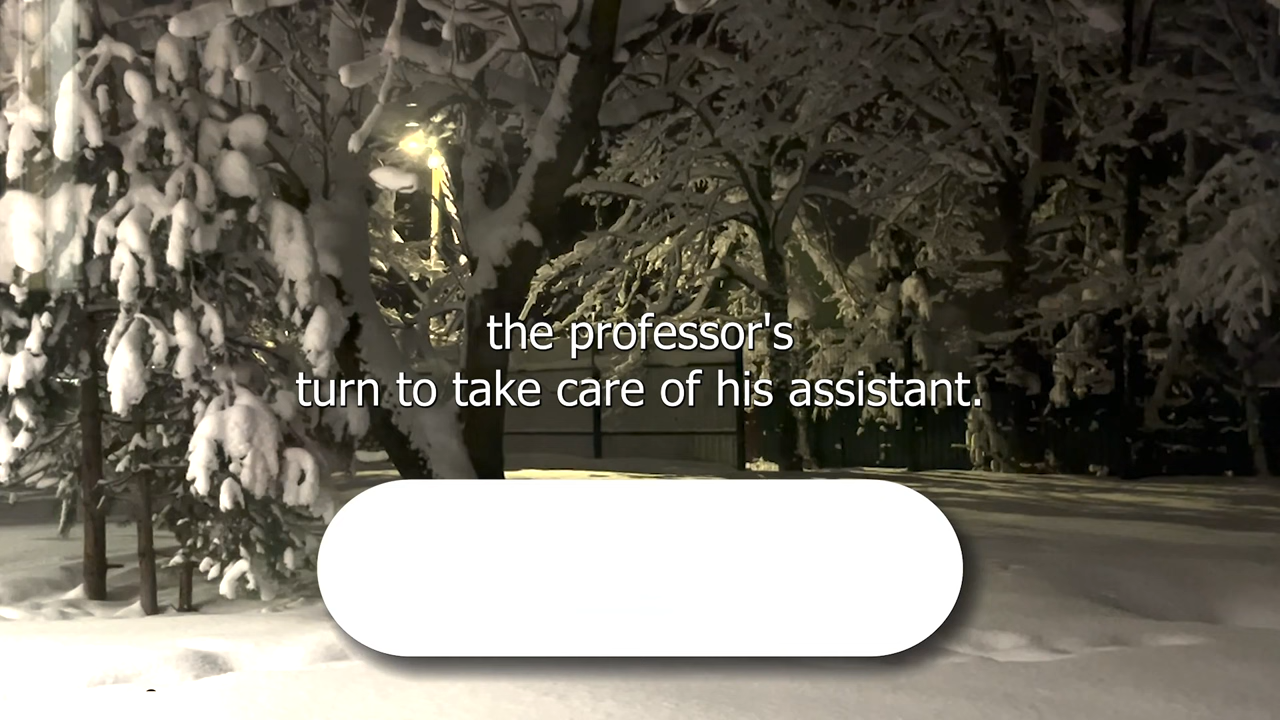 the professor's
turn to take care of his assistant.